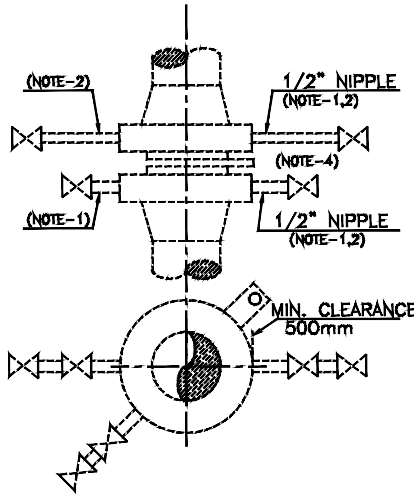 (NOTE-2)
1/2" NIPPLE
(NOTE-1,2)
(NOTE-4)
(NOTE-1)
1/2" NIPPLE
(NOTE-1,2)
MIN. CLEARANCE
500mm